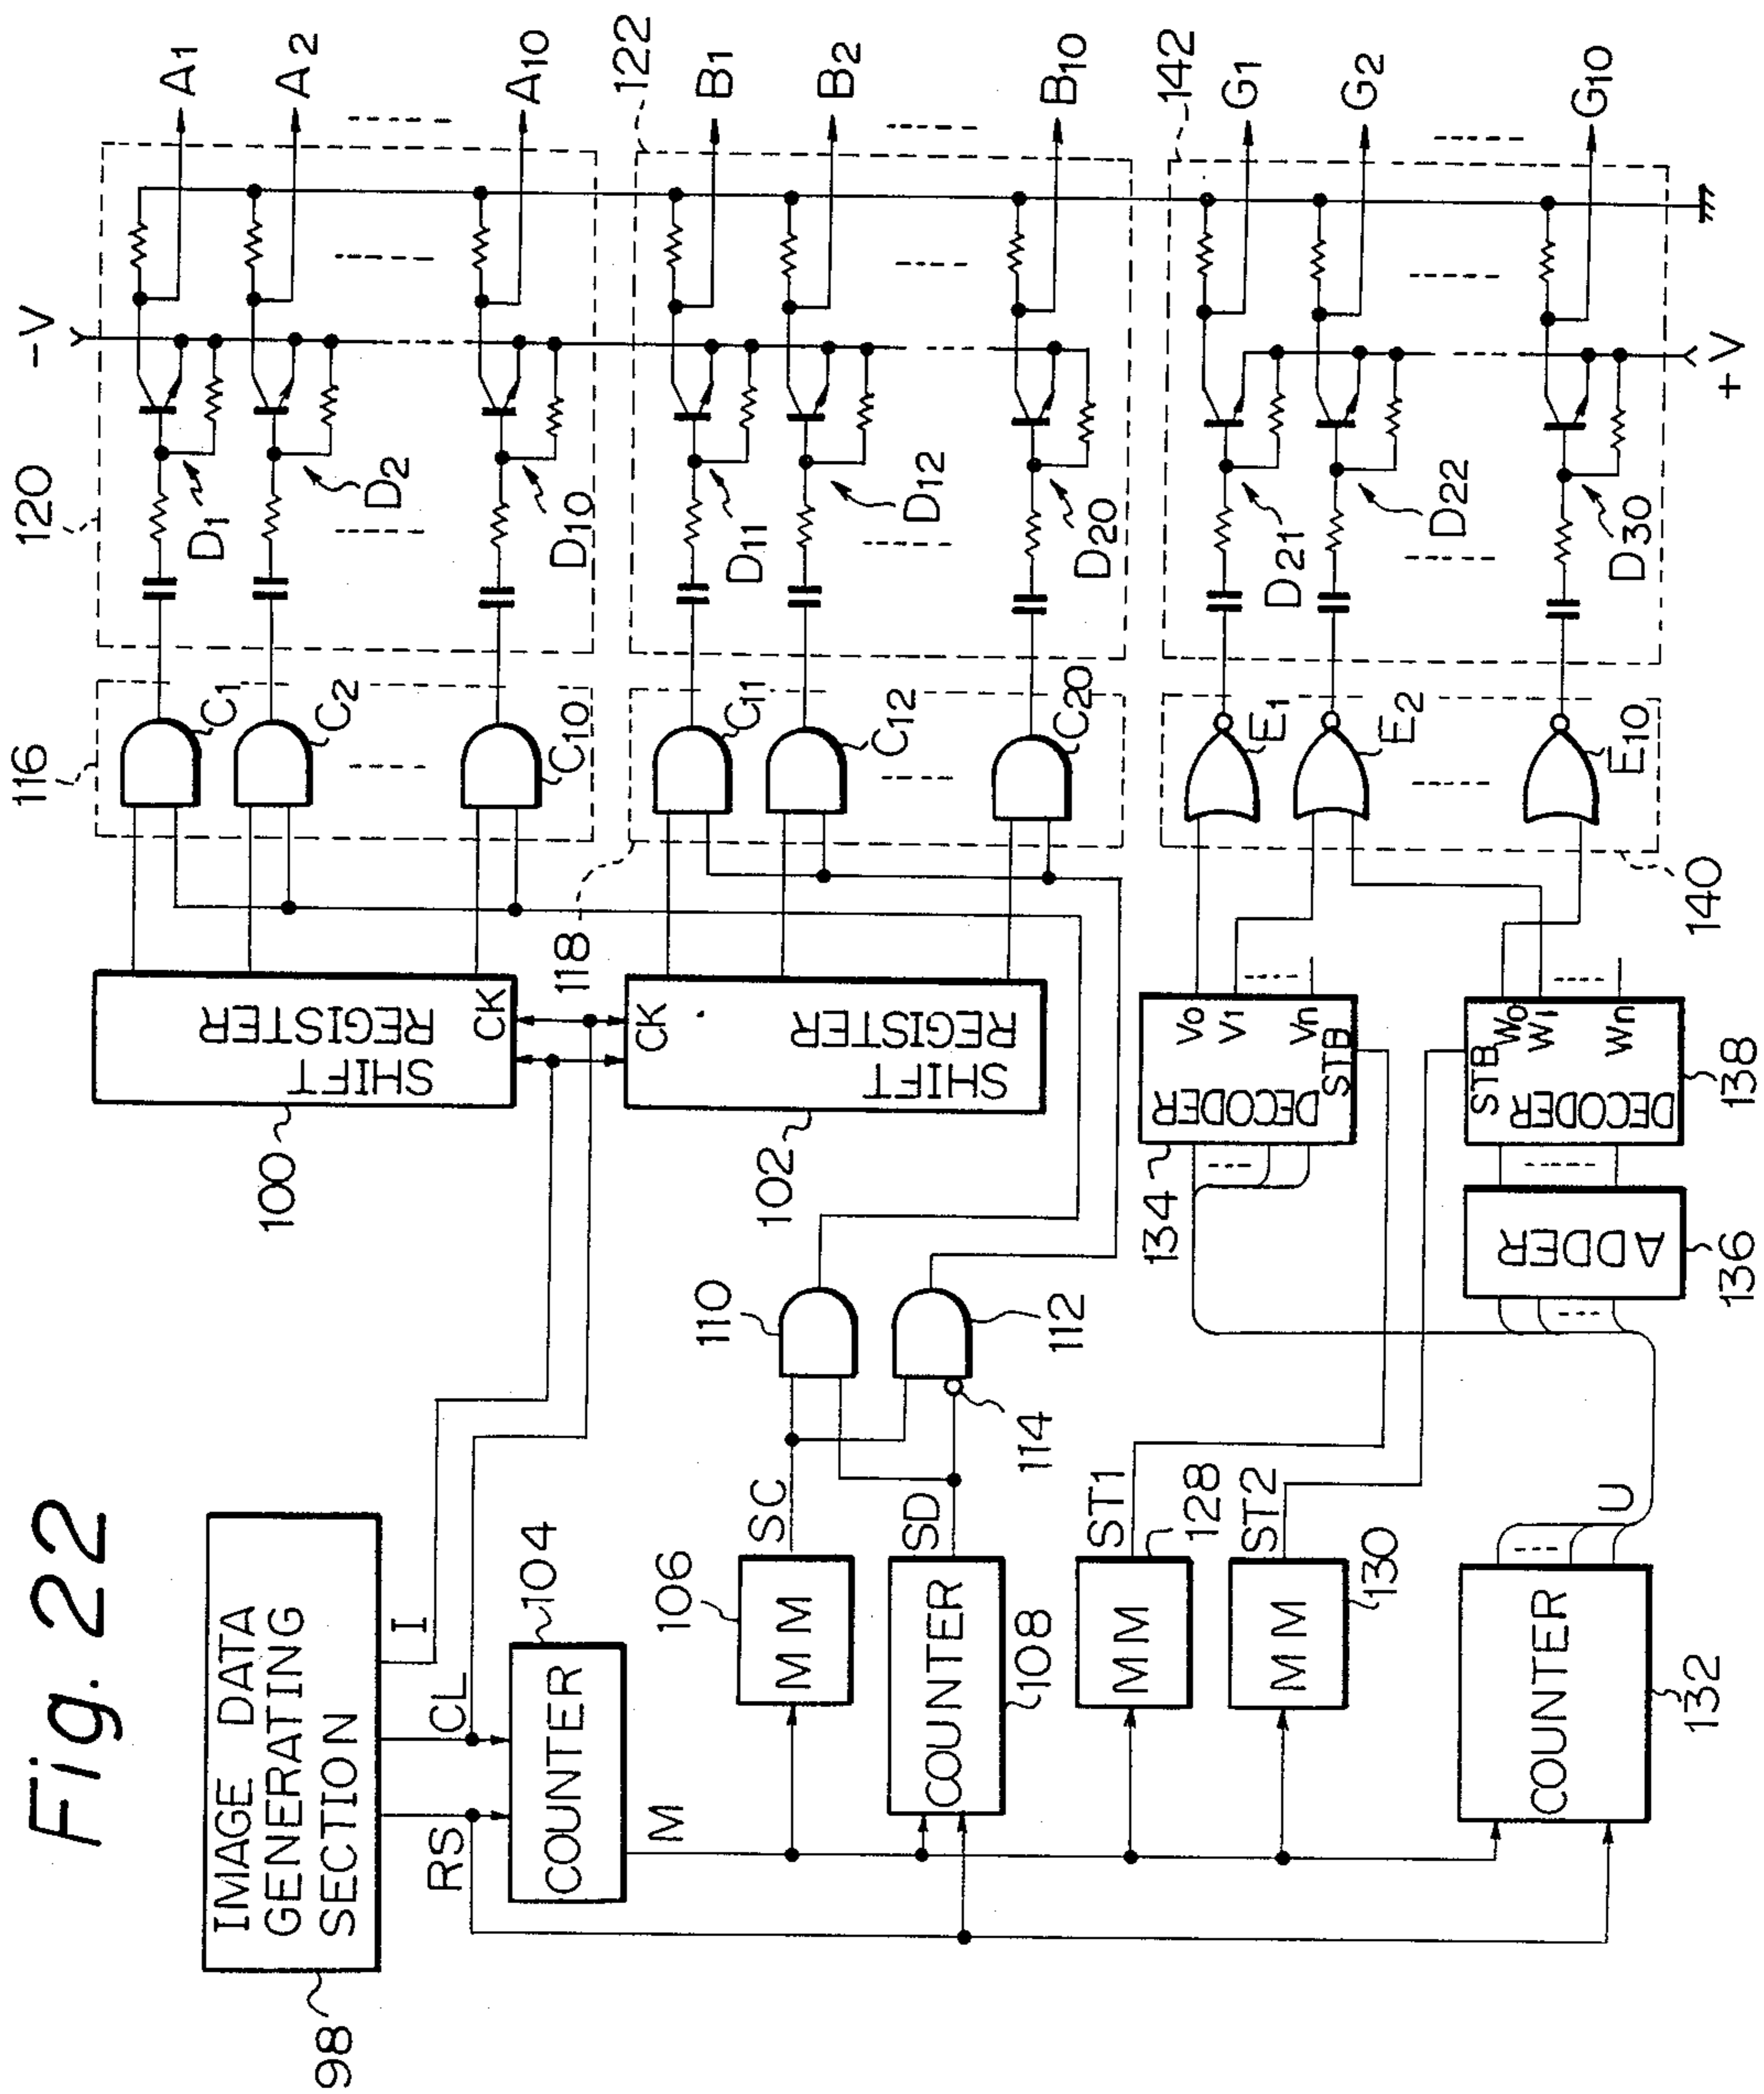 Fig. 22
IMAGE DATA
GENERATING
SECTION
98
RS
CL
I
COUNTER
104
M
MM
106
SC
COUNTER
108
SD
MM
ST1
128
MM
ST2
130
COUNTER
132
U
110
112
114
SHIFT
REGISTER
CK
100
SHIFT
REGISTER
CK
102
118
DECODER
V0
V1
Vn
STB
134
ADDER
136
DECODER
STB
W0
W1
Wn
138
116
C1
C2
C10
C11
C12
C20
E1
E2
E10
140
120
D1
D2
D10
-V
A1
A2
A10
122
D11
D12
D20
B1
B2
B10
142
D21
D22
D30
+V
G1
G2
G10